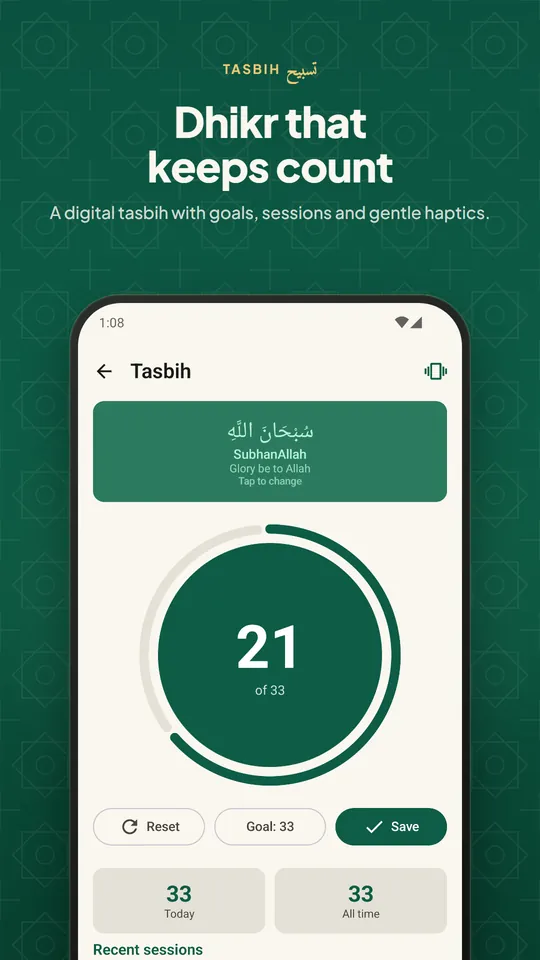 TASBIH تسبيح
Dhikr that
keeps count
A digital tasbih with goals, sessions and gentle haptics.
1:08
Tasbih
سُبْحَانَ اللَّهِ
SubhanAllah
Glory be to Allah
Tap to change
21
of 33
Reset
Goal: 33
Save
33
Today
33
All time
Recent sessions